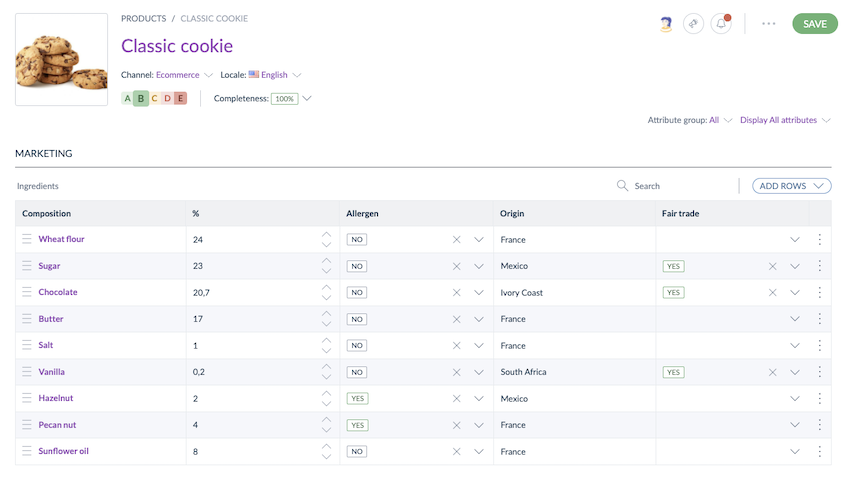 PRODUCTS / CLASSIC COOKIE
SAVE
Classic cookie
Channel: Ecommerce Locale: English
A B C D E Completeness: 100%
Attribute group: All Display All attributes
MARKETING
Ingredients Search ADD ROWS
Composition % Allergen Origin Fair trade
Wheat flour 24 NO France
Sugar 23 NO Mexico YES
Chocolate 20,7 NO Ivory Coast YES
Butter 17 NO France
Salt 1 NO France
Vanilla 0,2 NO South Africa YES
Hazelnut 2 YES Mexico
Pecan nut 4 YES France
Sunflower oil 8 NO France